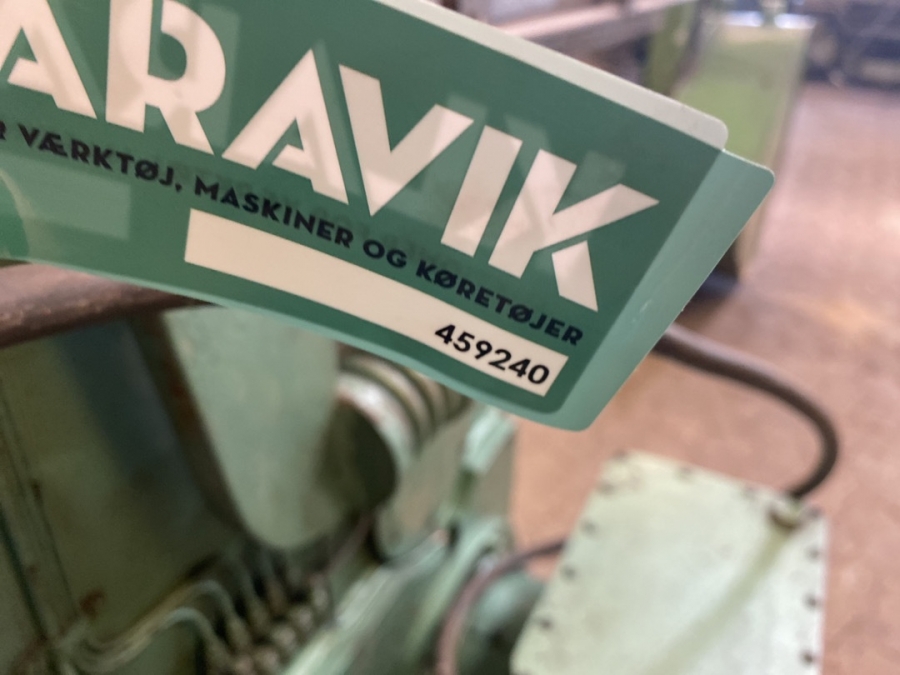 ARAVIK
R VÆRKTØJ, MASKINER OG KØRETØJER
459240